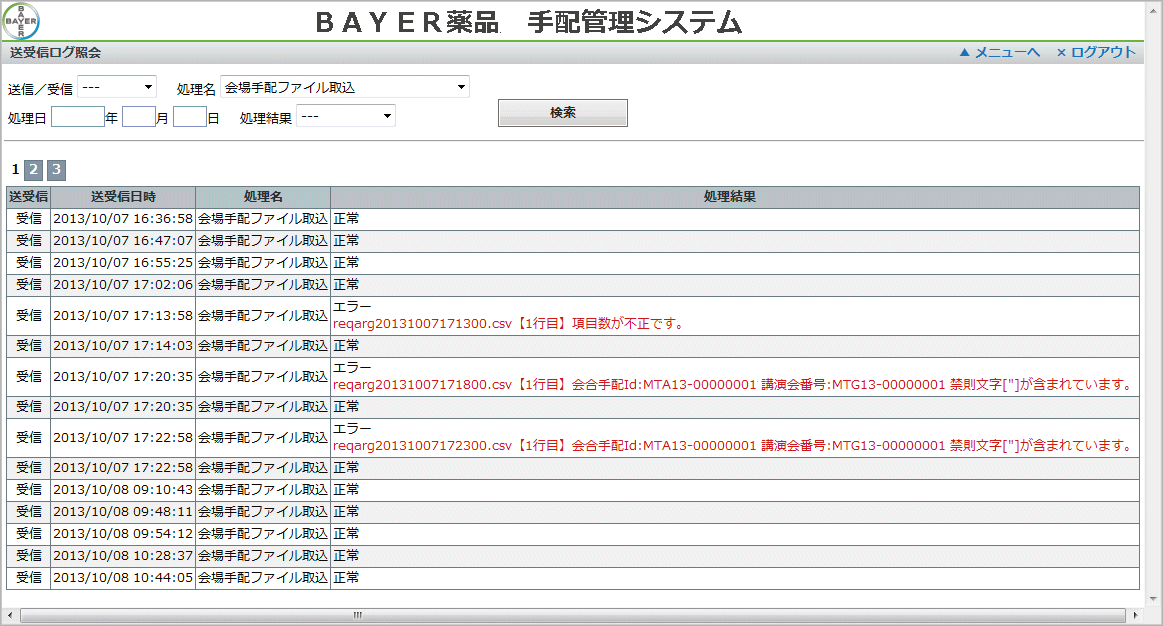 BAYER
BAYER
ＢＡＹＥＲ薬品　手配管理システム
送受信ログ照会 ▲ メニューへ × ログアウト
送信／受信 --- 処理名 会場手配ファイル取込
処理日 年 月 日 処理結果 --- 検索
1 2 3
送受信 送受信日時 処理名 処理結果
受信 2013/10/07 16:36:58 会場手配ファイル取込 正常
受信 2013/10/07 16:47:07 会場手配ファイル取込 正常
受信 2013/10/07 16:55:25 会場手配ファイル取込 正常
受信 2013/10/07 17:02:06 会場手配ファイル取込 正常
受信 2013/10/07 17:13:58 会場手配ファイル取込 エラー
reqarg20131007171300.csv【1行目】項目数が不正です。
受信 2013/10/07 17:14:03 会場手配ファイル取込 正常
受信 2013/10/07 17:20:35 会場手配ファイル取込 エラー
reqarg20131007171800.csv【1行目】会合手配Id:MTA13-00000001 講演会番号:MTG13-00000001 禁則文字["]が含まれています。
受信 2013/10/07 17:20:35 会場手配ファイル取込 正常
受信 2013/10/07 17:22:58 会場手配ファイル取込 エラー
reqarg20131007172300.csv【1行目】会合手配Id:MTA13-00000001 講演会番号:MTG13-00000001 禁則文字["]が含まれています。
受信 2013/10/07 17:22:58 会場手配ファイル取込 正常
受信 2013/10/08 09:10:43 会場手配ファイル取込 正常
受信 2013/10/08 09:48:11 会場手配ファイル取込 正常
受信 2013/10/08 09:54:12 会場手配ファイル取込 正常
受信 2013/10/08 10:28:37 会場手配ファイル取込 正常
受信 2013/10/08 10:44:05 会場手配ファイル取込 正常